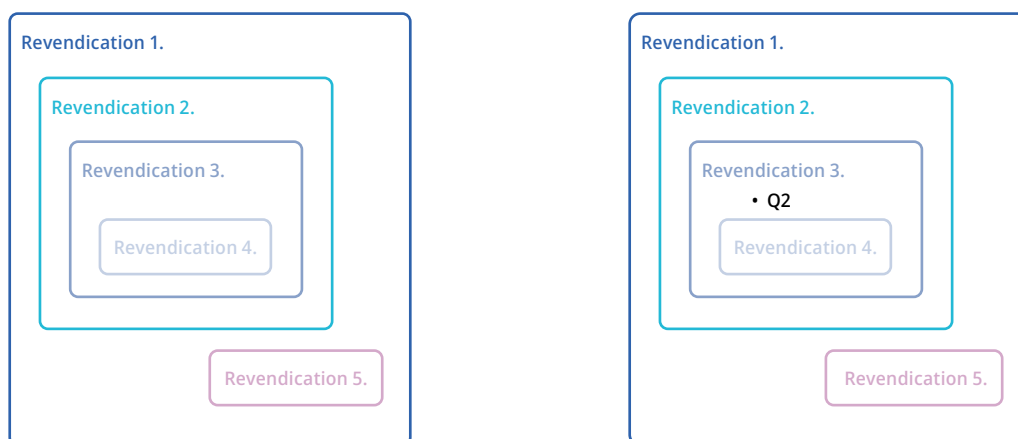 Revendication 1.
Revendication 2.
Revendication 3.
Revendication 4.
Revendication 5.
Revendication 1.
Revendication 2.
Revendication 3.
• Q2
Revendication 4.
Revendication 5.